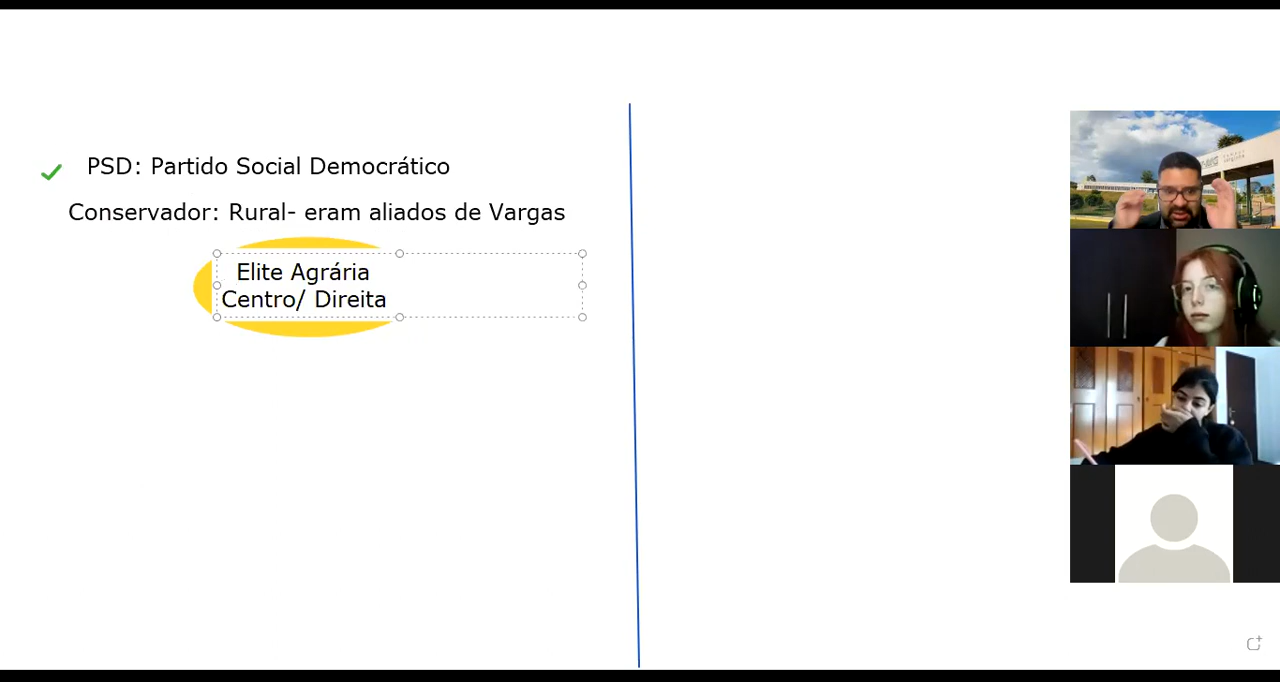 PSD: Partido Social Democrático
Conservador: Rural- eram aliados de Vargas
Elite Agrária
Centro/ Direita